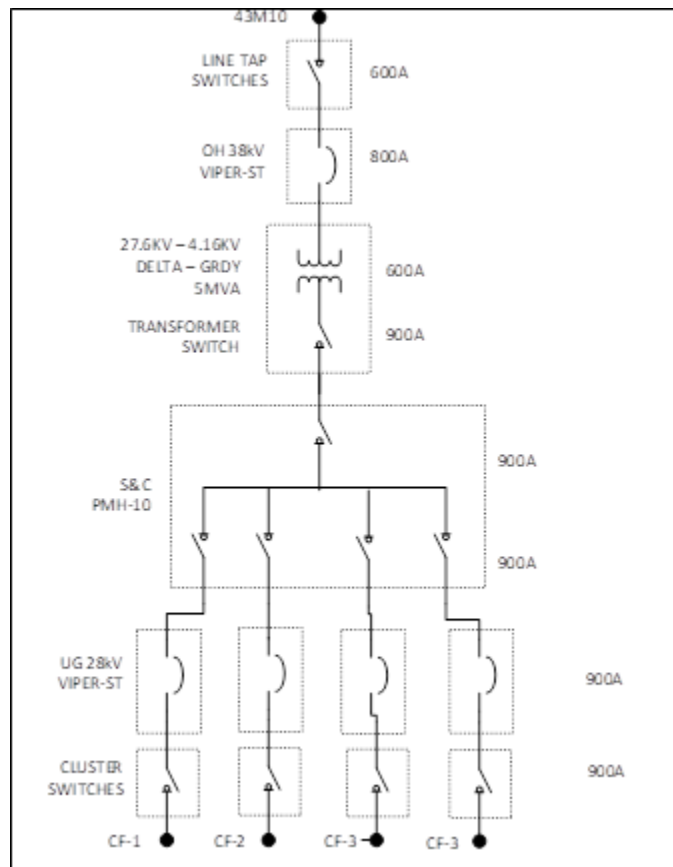 43M10
LINE TAP
SWITCHES
600A
OH 38kV
VIPER-ST
800A
27.6KV – 4.16KV
DELTA – GRDY
5MVA
600A
TRANSFORMER
SWITCH
900A
900A
S&C
PMH-10
900A
UG 28kV
VIPER-ST
900A
CLUSTER
SWITCHES
900A
CF-1
CF-2
CF-3
CF-3